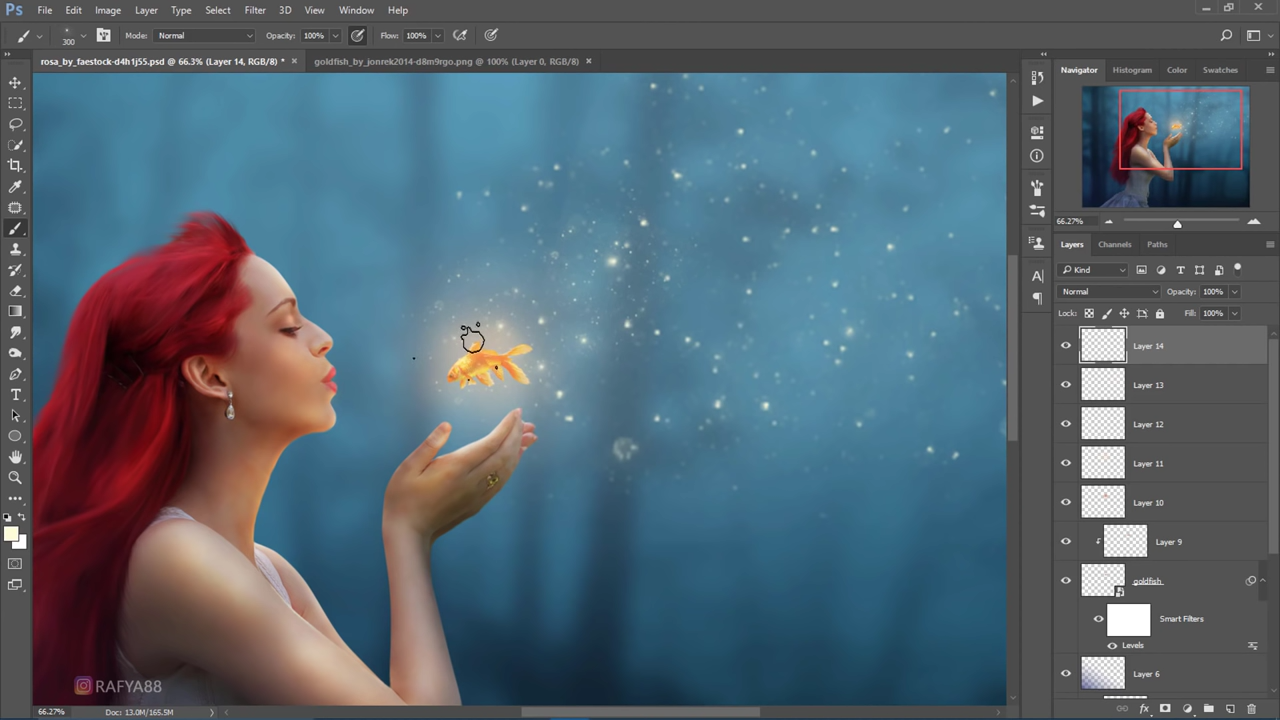 Ps File Edit Image Layer Type Select Filter 3D View Window Help
300 Mode: Normal Opacity: 100% Flow: 100%
rosa_by_faestock-d4h1j55.psd @ 66.3% (Layer 14, RGB/8) * × goldfish_by_jonrek2014-d8m9rgo.png @ 100% (Layer 0, RGB/8) ×
Navigator Histogram Color Swatches
66.27%
Layers Channels Paths
Kind
Normal Opacity: 100%
Lock: Fill: 100%
Layer 14
Layer 13
Layer 12
Layer 11
Layer 10
Layer 9
goldfish
Smart Filters
Levels
Layer 6
RAFYA88
66.27% Doc: 13.0M/165.5M